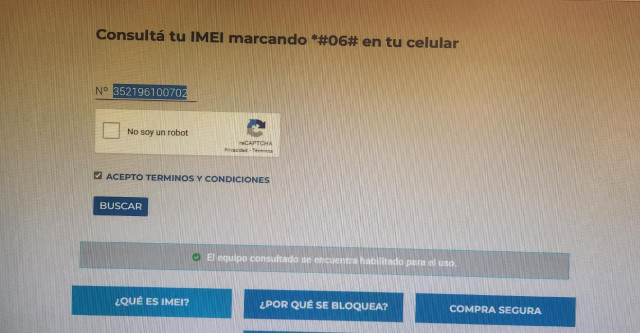 Consultá tu IMEI marcando *#06# en tu celular
Nº 352196100702
No soy un robot
reCAPTCHA
Privacidad - Términos
ACEPTO TERMINOS Y CONDICIONES
BUSCAR
El equipo consultado se encuentra habilitado para el uso.
¿QUÉ ES IMEI?
¿POR QUÉ SE BLOQUEA?
COMPRA SEGURA